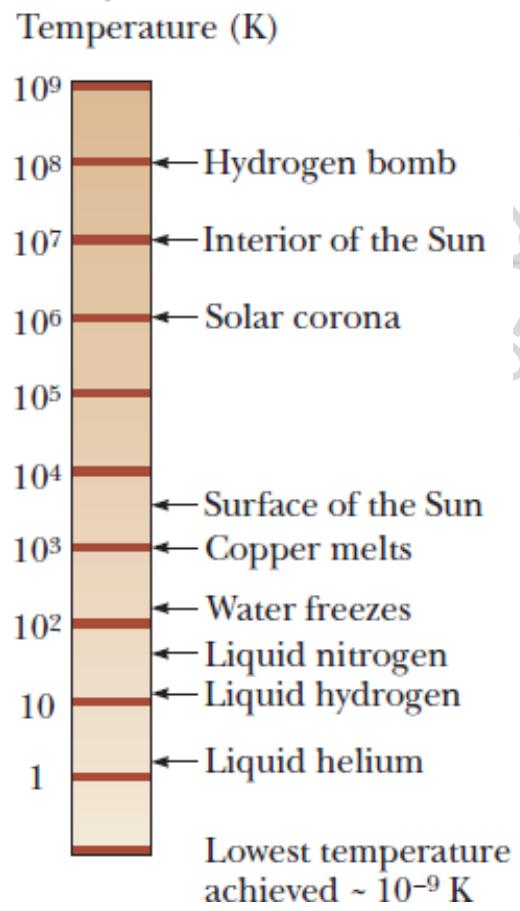 Temperature (K)
10⁹
10⁸ Hydrogen bomb
10⁷ Interior of the Sun
10⁶ Solar corona
10⁵
10⁴
Surface of the Sun
10³ Copper melts
Water freezes
10²
Liquid nitrogen
Liquid hydrogen
10
Liquid helium
1
Lowest temperature
achieved ~ 10⁻⁹ K